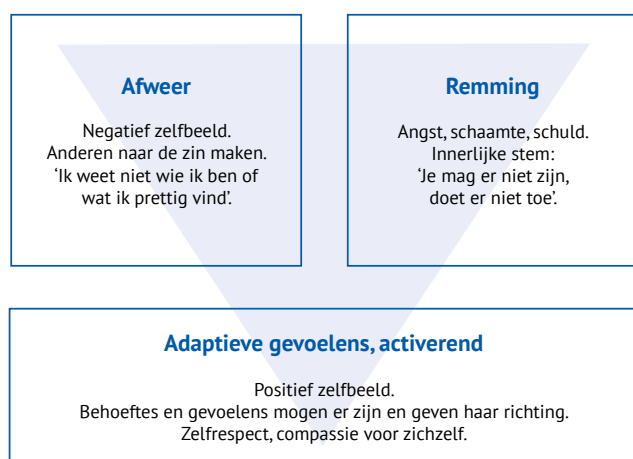 Afweer
Negatief zelfbeeld.
Anderen naar de zin maken.
‘Ik weet niet wie ik ben of
wat ik prettig vind’.
Remming
Angst, schaamte, schuld.
Innerlijke stem:
‘Je mag er niet zijn,
doet er niet toe’.
Adaptieve gevoelens, activerend
Positief zelfbeeld.
Behoeftes en gevoelens mogen er zijn en geven haar richting.
Zelfrespect, compassie voor zichzelf.